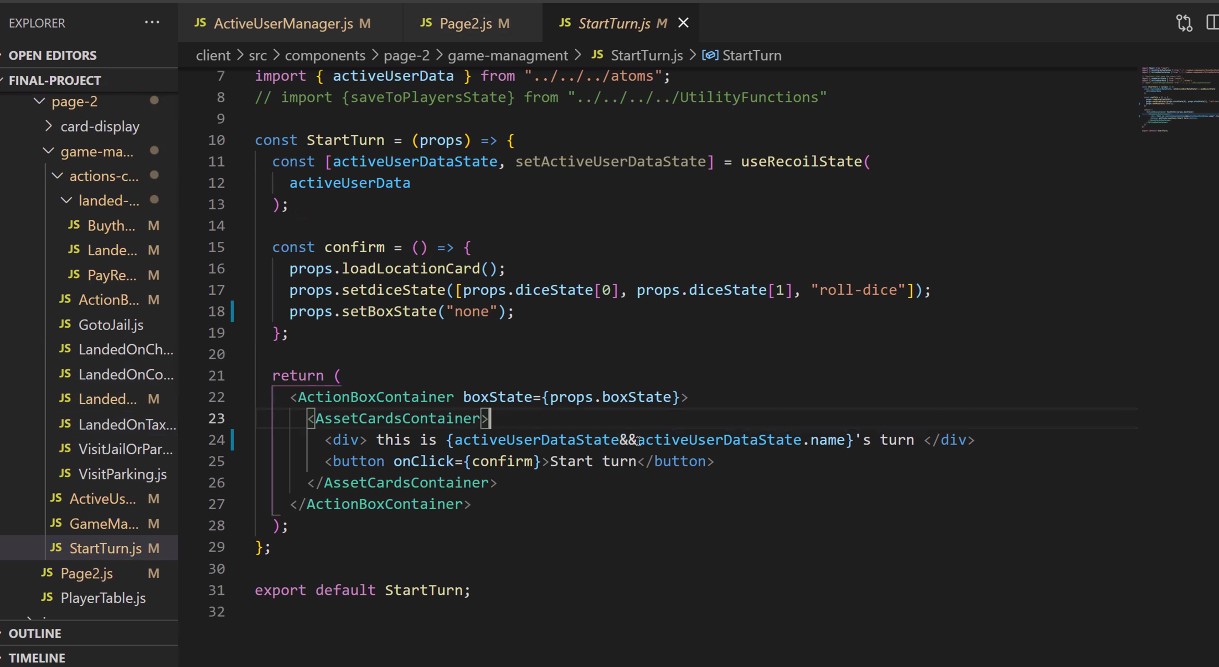 EXPLORER ···
JS ActiveUserManager.js M
JS Page2.js M
JS StartTurn.js M ×
OPEN EDITORS
FINAL-PROJECT
page-2
card-display
game-ma...
actions-c...
landed-...
JS Buyth... M
JS Lande... M
JS PayRe... M
JS ActionB... M
JS GotoJail.js
JS LandedOnCh...
JS LandedOnCo...
JS Landed... M
JS LandedOnTax...
JS VisitJailOrPar...
JS VisitParking.js
JS ActiveUs... M
JS GameMa... M
JS StartTurn.js M
JS Page2.js M
JS PlayerTable.js
OUTLINE
TIMELINE
client > src > components > page-2 > game-managment > JS StartTurn.js > StartTurn
7 import { activeUserData } from "../../../atoms";
8 // import {saveToPlayersState} from "../../../../UtilityFunctions"
9
10 const StartTurn = (props) => {
11 const [activeUserDataState, setActiveUserDataState] = useRecoilState(
12 activeUserData
13 );
14
15 const confirm = () => {
16 props.loadLocationCard();
17 props.setdiceState([props.diceState[0], props.diceState[1], "roll-dice"]);
18 props.setBoxState("none");
19 };
20
21 return (
22 <ActionBoxContainer boxState={props.boxState}>
23 <AssetCardsContainer>
24 <div> this is {activeUserDataState&&activeUserDataState.name}'s turn </div>
25 <button onClick={confirm}>Start turn</button>
26 </AssetCardsContainer>
27 </ActionBoxContainer>
28 );
29 };
30
31 export default StartTurn;
32